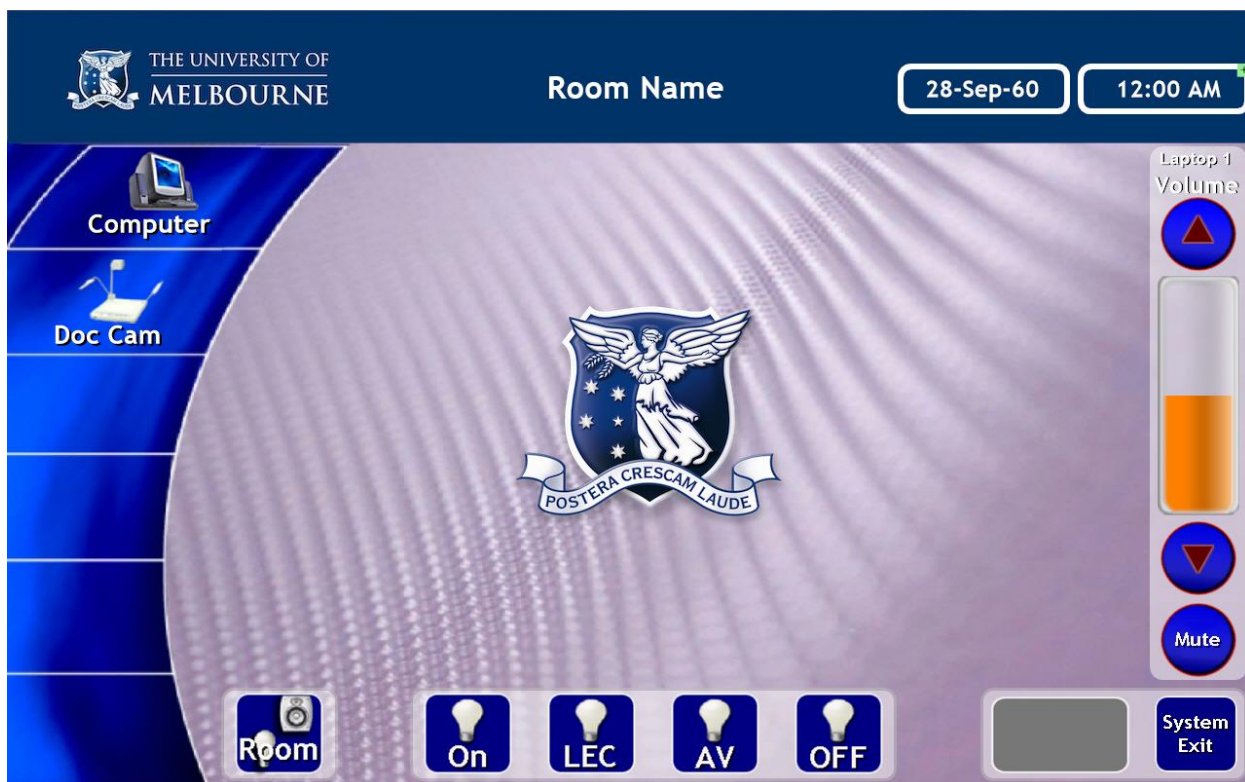 THE UNIVERSITY OF
MELBOURNE
Room Name
28-Sep-60
12:00 AM
Computer
Doc Cam
Laptop 1
Volume
POSTERA CRESCAM LAUDE
Mute
Room
On
LEC
AV
OFF
System
Exit